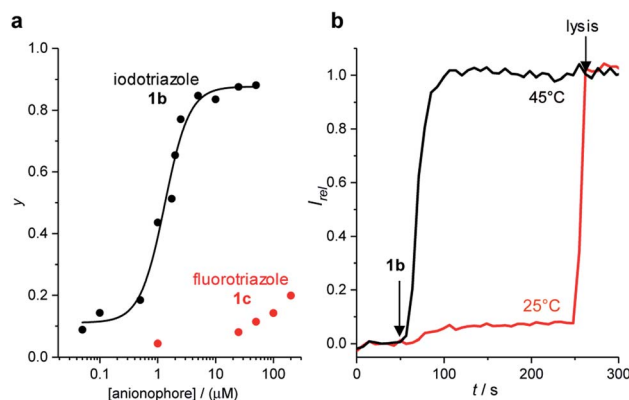 a
1.0
0.8
0.6
0.4
0.2
0.0
y
iodotriazole
1b
fluorotriazole
1c
0.1
1
10
100
[anionophore] / (μM)
b
lysis
1.0
0.8
0.6
0.4
0.2
0.0
I_rel
45°C
1b
25°C
0
100
200
300
t / s